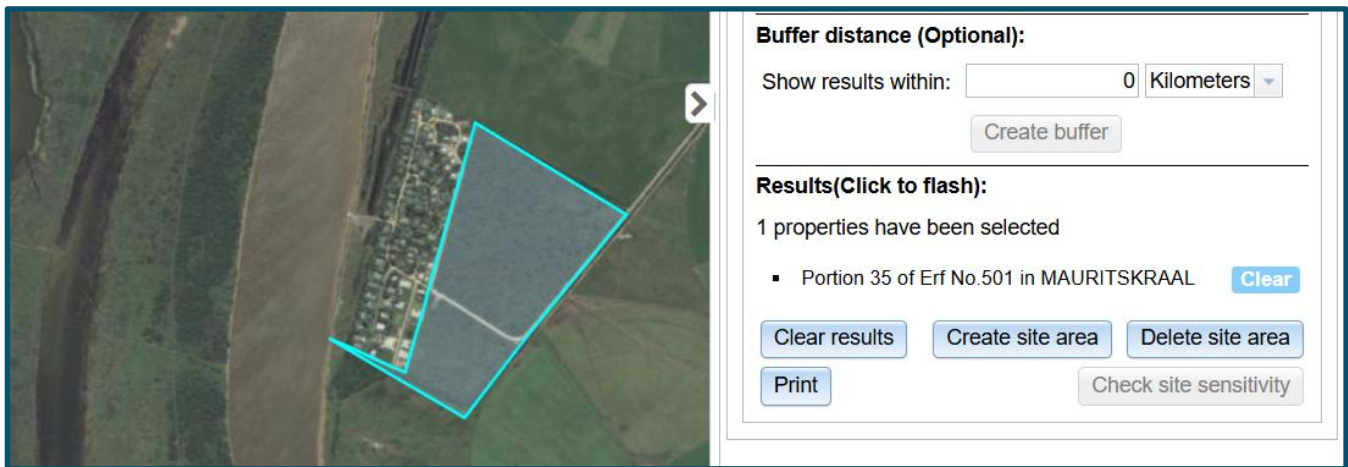 Buffer distance (Optional):
Show results within: 0 Kilometers
Create buffer
Results(Click to flash):
1 properties have been selected
Portion 35 of Erf No.501 in MAURITSKRAAL Clear
Clear results Create site area Delete site area
Print Check site sensitivity